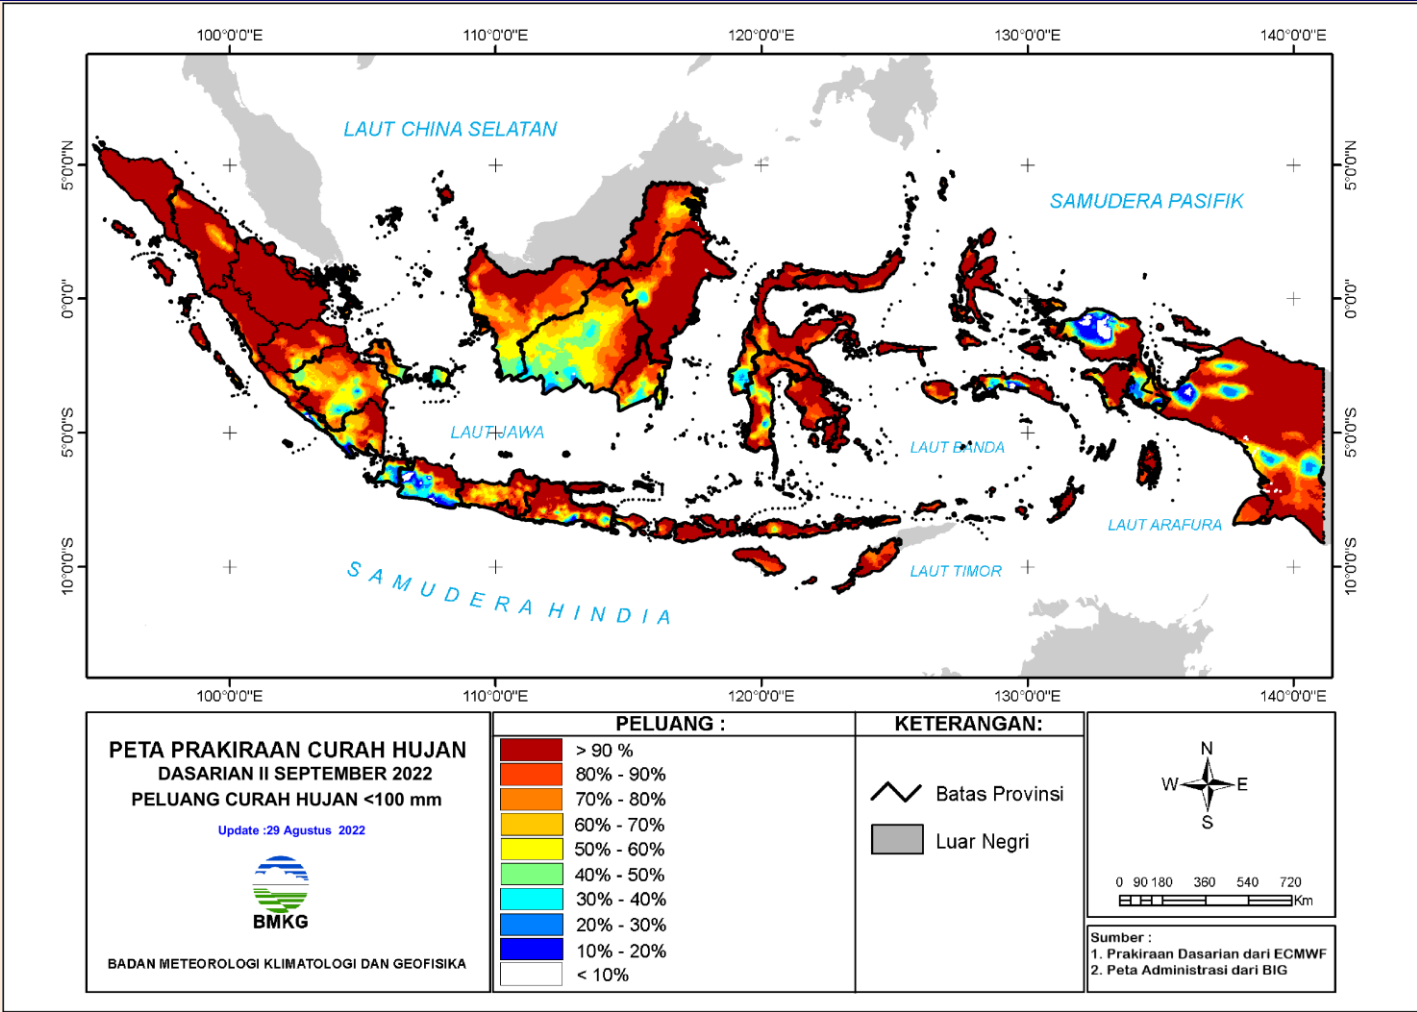 100°0'0"E 110°0'0"E 120°0'0"E 130°0'0"E 140°0'0"E
LAUT CHINA SELATAN
5°0'0"N
5°0'0"N
SAMUDERA PASIFIK
0°0'0"
0°0'0"
LAUT JAWA
5°0'0"S
5°0'0"S
LAUT BANDA
LAUT ARAFURA
10°0'0"S
10°0'0"S
LAUT TIMOR
SAMUDERA HINDIA
100°0'0"E 110°0'0"E 120°0'0"E 130°0'0"E 140°0'0"E
PETA PRAKIRAAN CURAH HUJAN
DASARIAN II SEPTEMBER 2022
PELUANG CURAH HUJAN <100 mm
Update :29 Agustus 2022
BMKG
BADAN METEOROLOGI KLIMATOLOGI DAN GEOFISIKA
PELUANG :
> 90 %
80% - 90%
70% - 80%
60% - 70%
50% - 60%
40% - 50%
30% - 40%
20% - 30%
10% - 20%
< 10%
KETERANGAN:
Batas Provinsi
Luar Negri
N
W E
S
0 90 180 360 540 720
Km
Sumber :
1. Prakiraan Dasarian dari ECMWF
2. Peta Administrasi dari BIG